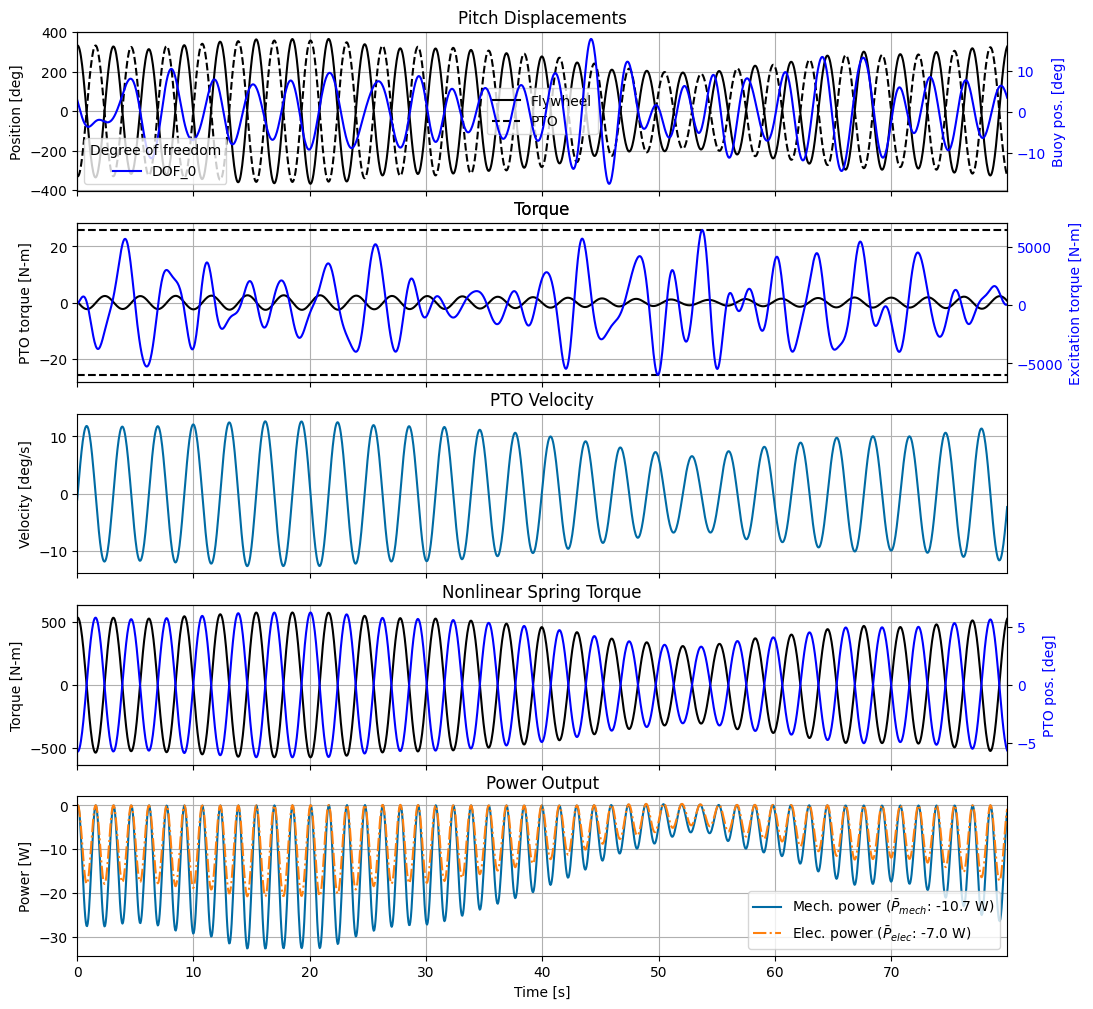 Pitch Displacements
400
200
0
−200
−400
Position [deg]
10
0
−10
Buoy pos. [deg]
Flywheel
PTO
Degree of freedom
DOF_0
Torque
20
0
−20
PTO torque [N-m]
5000
0
−5000
Excitation torque [N-m]
PTO Velocity
10
0
−10
Velocity [deg/s]
Nonlinear Spring Torque
500
0
−500
Torque [N-m]
5
0
−5
PTO pos. [deg]
Power Output
0
−10
−20
−30
Power [W]
Mech. power (P̄mech: -10.7 W)
Elec. power (P̄elec: -7.0 W)
0 10 20 30 40 50 60 70
Time [s]